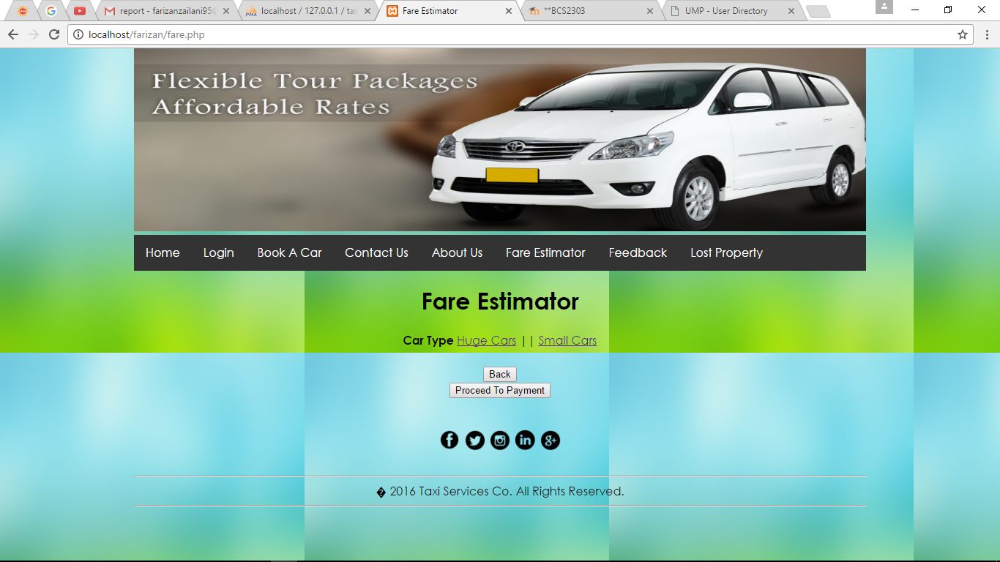 report - farizanzailani95@
localhost / 127.0.0.1 / ta
Fare Estimator
**BCS2303
UMP - User Directory
localhost/farizan/fare.php
Flexible Tour Packages
Affordable Rates
Home Login Book A Car Contact Us About Us Fare Estimator Feedback Lost Property
Fare Estimator
Car Type Huge Cars || Small Cars
Back
Proceed To Payment
� 2016 Taxi Services Co. All Rights Reserved.